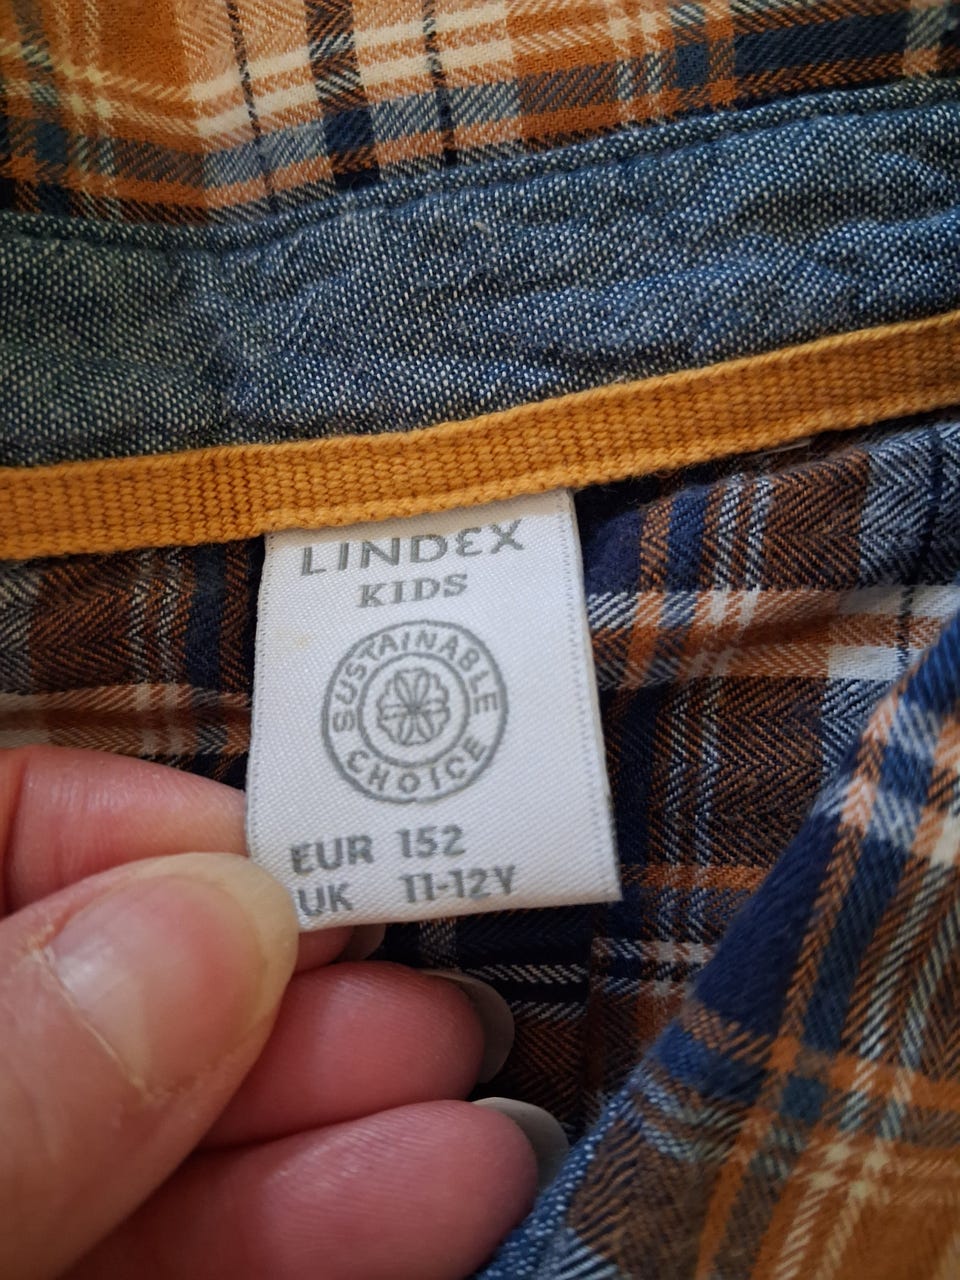 LINDEX
KIDS
SUSTAINABLE
CHOICE
EUR 152
UK 11-12Y